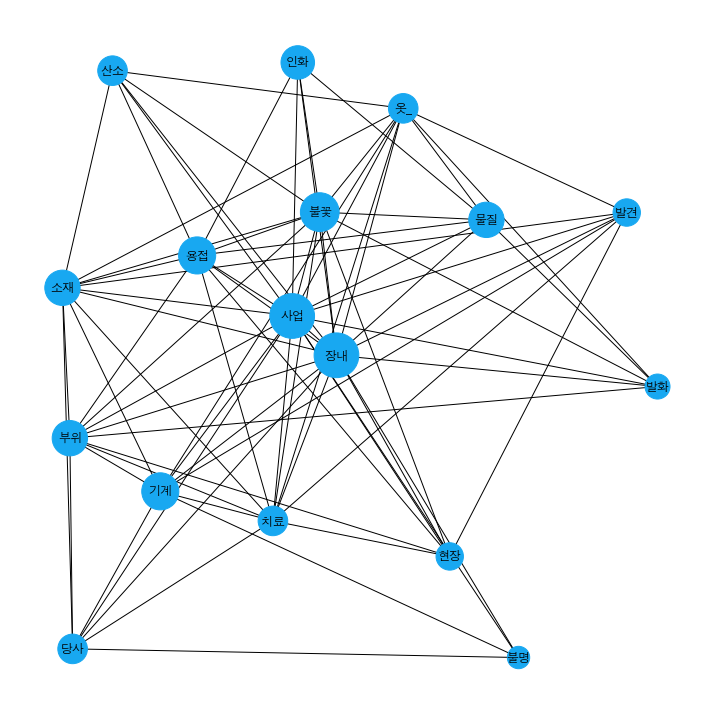 인화
산소
옷_
불꽃
발견
물질
용접
소재
사업
장내
발화
부위
기계
치료
현장
당사
불명